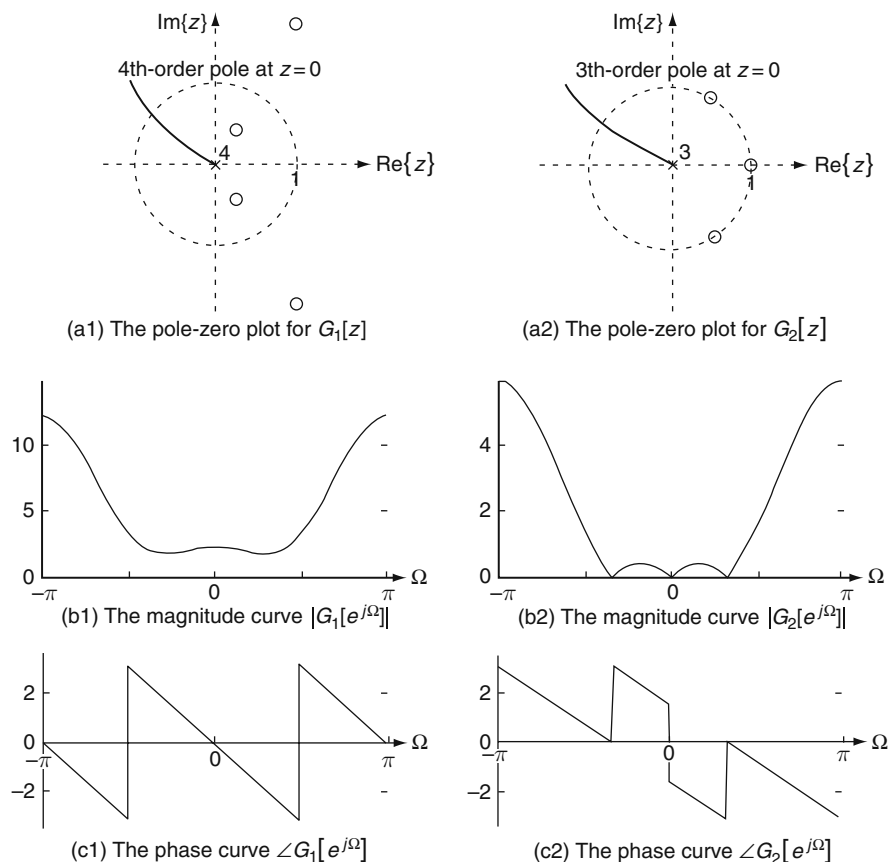 Im{z}
4th-order pole at z=0
4
1
Re{z}
(a1) The pole-zero plot for G₁[z]
Im{z}
3th-order pole at z=0
3
1
Re{z}
(a2) The pole-zero plot for G₂[z]
10
5
0
−π
0
π
Ω
(b1) The magnitude curve |G₁[e^{jΩ}]|
4
2
0
−π
0
π
Ω
(b2) The magnitude curve |G₂[e^{jΩ}]|
2
0
−2
−π
0
π
Ω
(c1) The phase curve ∠G₁[e^{jΩ}]
2
0
−2
−π
0
π
Ω
(c2) The phase curve ∠G₂[e^{jΩ}]